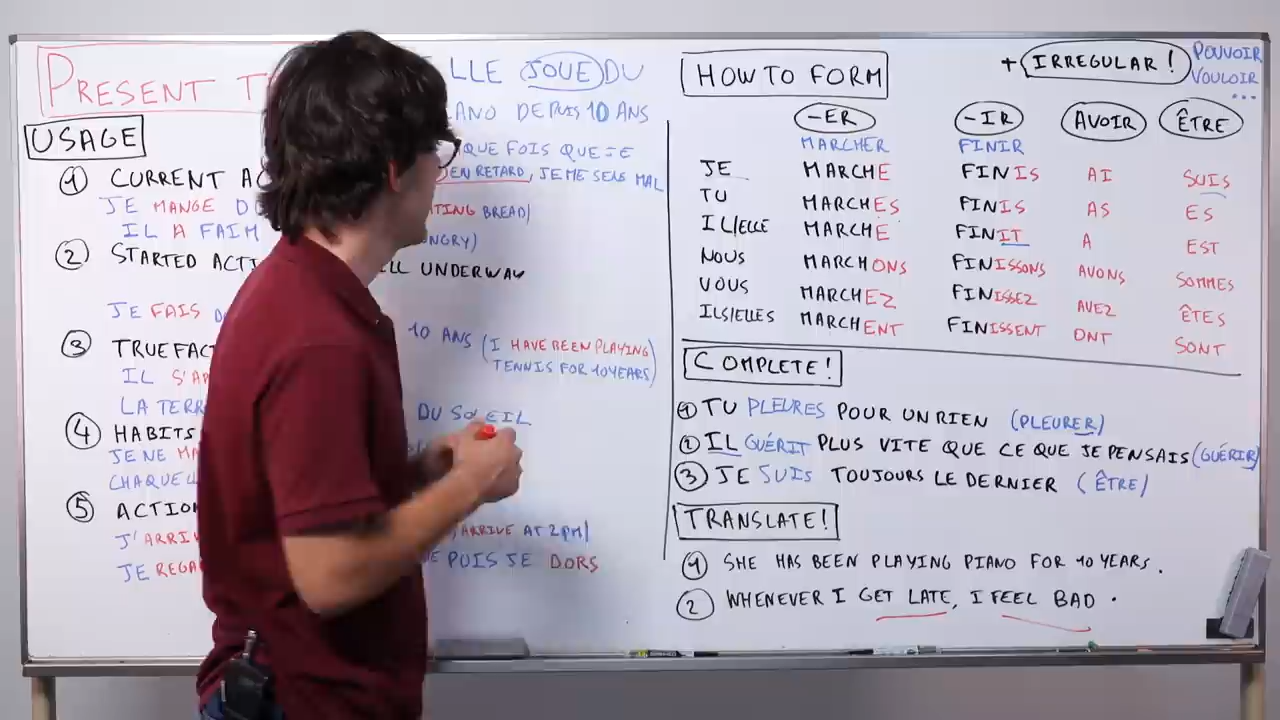 PRESENT T
LLE JOUE DU
ANO DEPUIS 10 ANS
QUE FOIS QUE JE
EN RETARD, JE ME SENS MAL
USAGE
1 CURRENT AC
JE MANGE DU
TING BREAD)
IL A FAIM
NGRY)
2 STARTED ACTI
ILL UNDERWAY
JE FAIS D
10 ANS (I HAVE BEEN PLAYING
TENNIS FOR 10 YEARS)
3 TRUE FAC
IL S'AP
LA TERR
DU SOLEIL
4 HABITS
JE NE MA
CHAQUE
5 ACTION
J'ARRIV
ARRIVE AT 2PM)
JE REGA
E PUIS JE DORS
HOW TO FORM
+ IRREGULAR! POUVOIR
VOULOIR
...
-ER -IR AVOIR ÊTRE
MARCHER FINIR
JE MARCHE FINIS AI SUIS
TU MARCHES FINIS AS ES
IL/ELLE MARCHE FINIT A EST
NOUS MARCHONS FINISSONS AVONS SOMMES
VOUS MARCHEZ FINISSEZ AVEZ ÊTES
ILS/ELLES MARCHENT FINISSENT ONT SONT
COMPLETE!
1 TU PLEURES POUR UN RIEN (PLEURER)
2 IL GUÉRIT PLUS VITE QUE CE QUE JE PENSAIS (GUÉRIR)
3 JE SUIS TOUJOURS LE DERNIER (ÊTRE)
TRANSLATE!
1 SHE HAS BEEN PLAYING PIANO FOR 10 YEARS.
2 WHENEVER I GET LATE, I FEEL BAD.